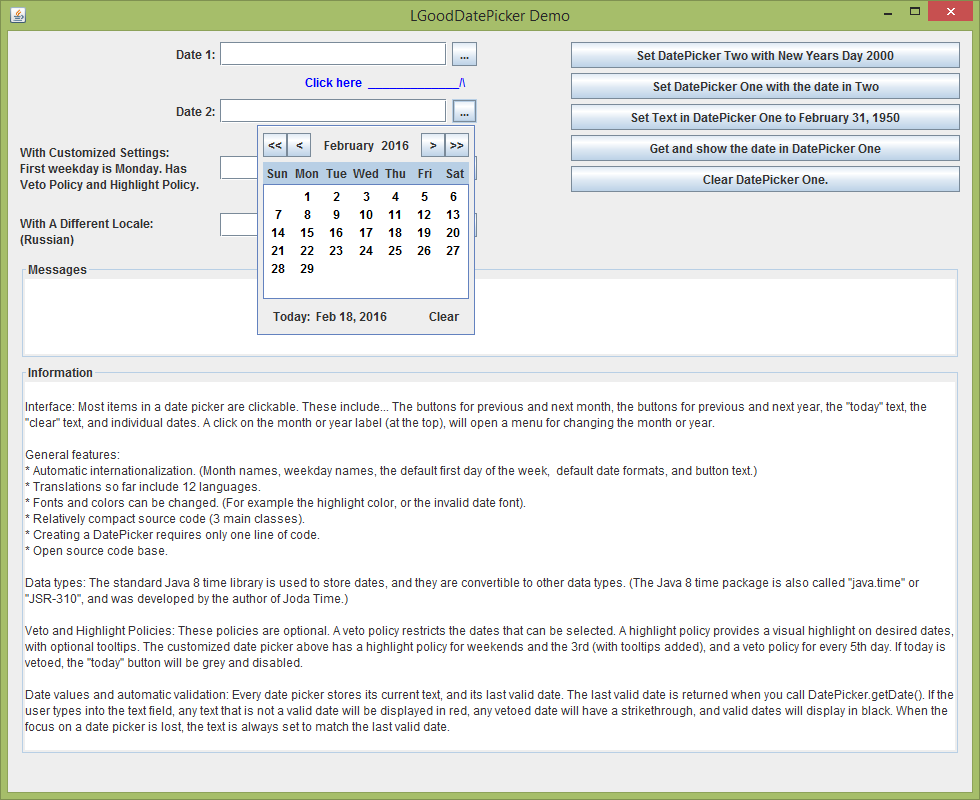 LGoodDatePicker Demo
Date 1:
...
Click here ______________/\
Date 2:
...
Set DatePicker Two with New Years Day 2000
Set DatePicker One with the date in Two
Set Text in DatePicker One to February 31, 1950
Get and show the date in DatePicker One
Clear DatePicker One.
With Customized Settings:
First weekday is Monday. Has
Veto Policy and Highlight Policy.
With A Different Locale:
(Russian)
<< < February 2016 > >>
Sun Mon Tue Wed Thu Fri Sat
1 2 3 4 5 6
7 8 9 10 11 12 13
14 15 16 17 18 19 20
21 22 23 24 25 26 27
28 29
Today: Feb 18, 2016 Clear
Messages
Information
Interface: Most items in a date picker are clickable. These include... The buttons for previous and next month, the buttons for previous and next year, the "today" text, the
"clear" text, and individual dates. A click on the month or year label (at the top), will open a menu for changing the month or year.
General features:
* Automatic internationalization. (Month names, weekday names, the default first day of the week,  default date formats, and button text.)
* Translations so far include 12 languages.
* Fonts and colors can be changed. (For example the highlight color, or the invalid date font).
* Relatively compact source code (3 main classes).
* Creating a DatePicker requires only one line of code.
* Open source code base.
Data types: The standard Java 8 time library is used to store dates, and they are convertible to other data types. (The Java 8 time package is also called "java.time" or
"JSR-310", and was developed by the author of Joda Time.)
Veto and Highlight Policies: These policies are optional. A veto policy restricts the dates that can be selected. A highlight policy provides a visual highlight on desired dates,
with optional tooltips. The customized date picker above has a highlight policy for weekends and the 3rd (with tooltips added), and a veto policy for every 5th day. If today is
vetoed, the "today" button will be grey and disabled.
Date values and automatic validation: Every date picker stores its current text, and its last valid date. The last valid date is returned when you call DatePicker.getDate(). If the
user types into the text field, any text that is not a valid date will be displayed in red, any vetoed date will have a strikethrough, and valid dates will display in black. When the
focus on a date picker is lost, the text is always set to match the last valid date.